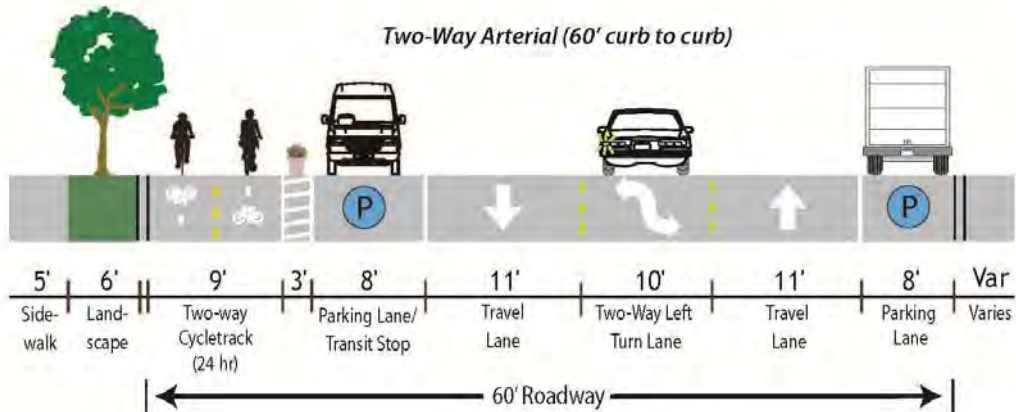 Two-Way Arterial (60' curb to curb)
P
P
5' 6' 9' 3' 8' 11' 10' 11' 8' Var
Side-walk
Land-scape
Two-way
Cycletrack
(24 hr)
Parking Lane/
Transit Stop
Travel
Lane
Two-Way Left
Turn Lane
Travel
Lane
Parking
Lane
Varies
60' Roadway